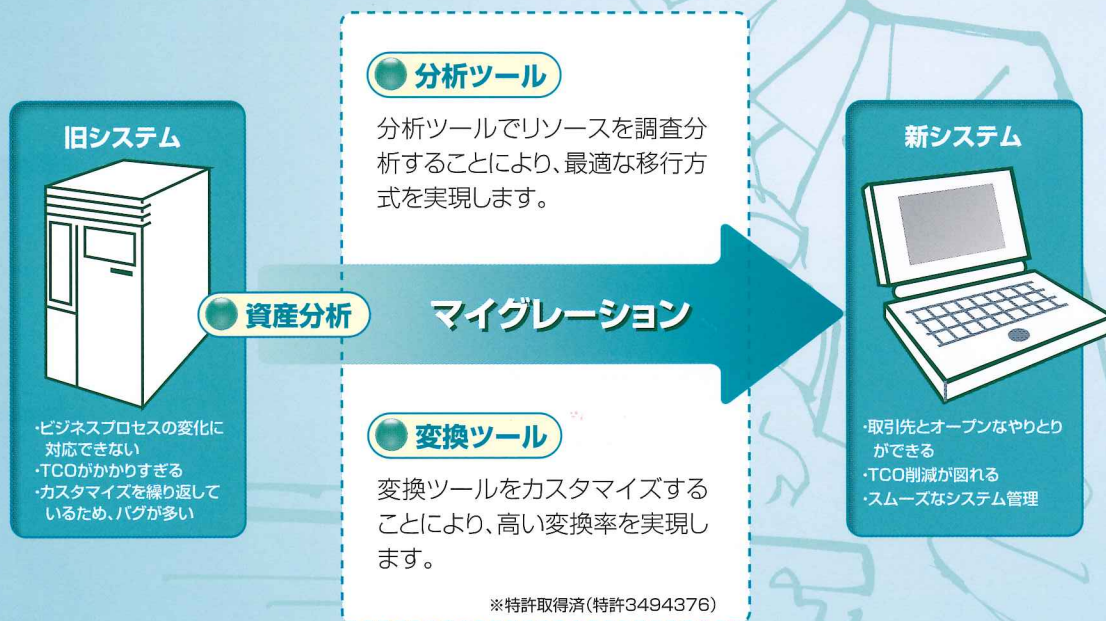 旧システム
・ビジネスプロセスの変化に
対応できない
・TCOがかかりすぎる
・カスタマイズを繰り返して
いるため、バグが多い
資産分析
分析ツール
分析ツールでリソースを調査分
析することにより、最適な移行方
式を実現します。
マイグレーション
変換ツール
変換ツールをカスタマイズする
ことにより、高い変換率を実現し
ます。
※特許取得済(特許3494376)
新システム
・取引先とオープンなやりとり
ができる
・TCO削減が図れる
・スムーズなシステム管理